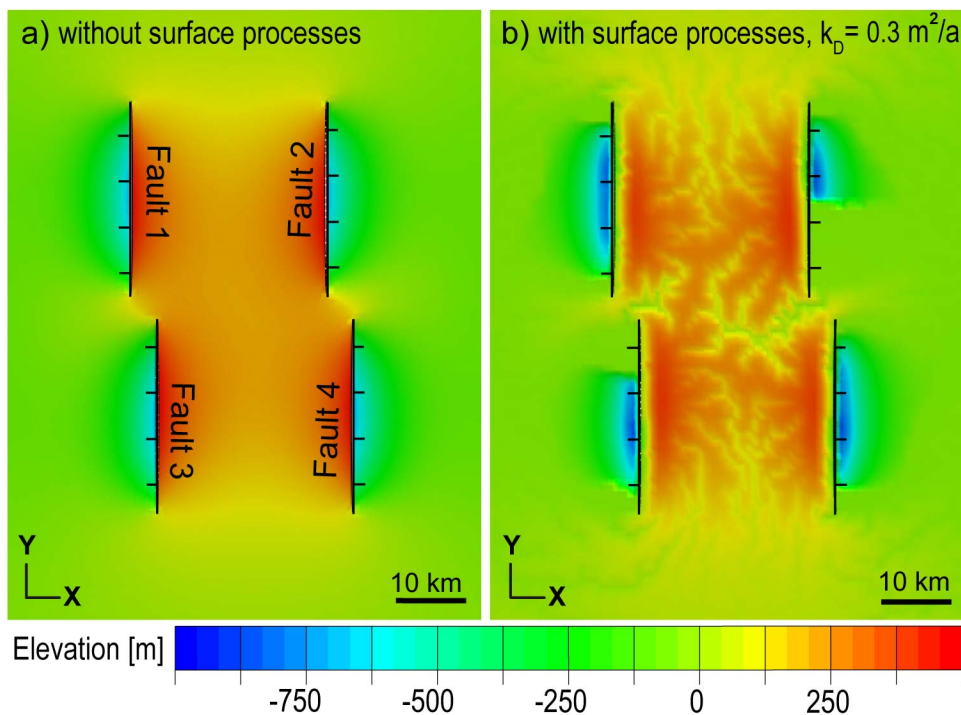 a) without surface processes
b) with surface processes, k_D = 0.3 m²/a
Fault 1
Fault 2
Fault 3
Fault 4
Y
X
10 km
Y
X
10 km
Elevation [m]
-750
-500
-250
0
250